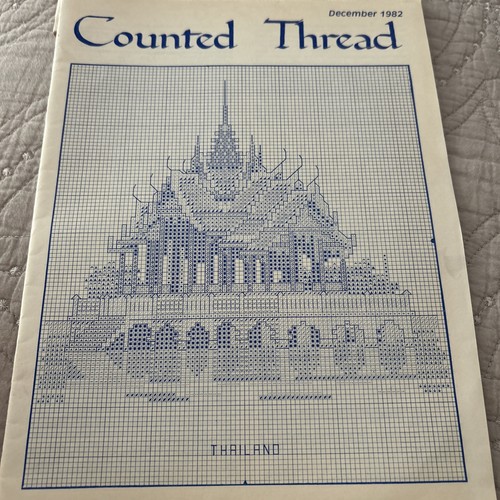 December 1982
Counted Thread
THAILAND